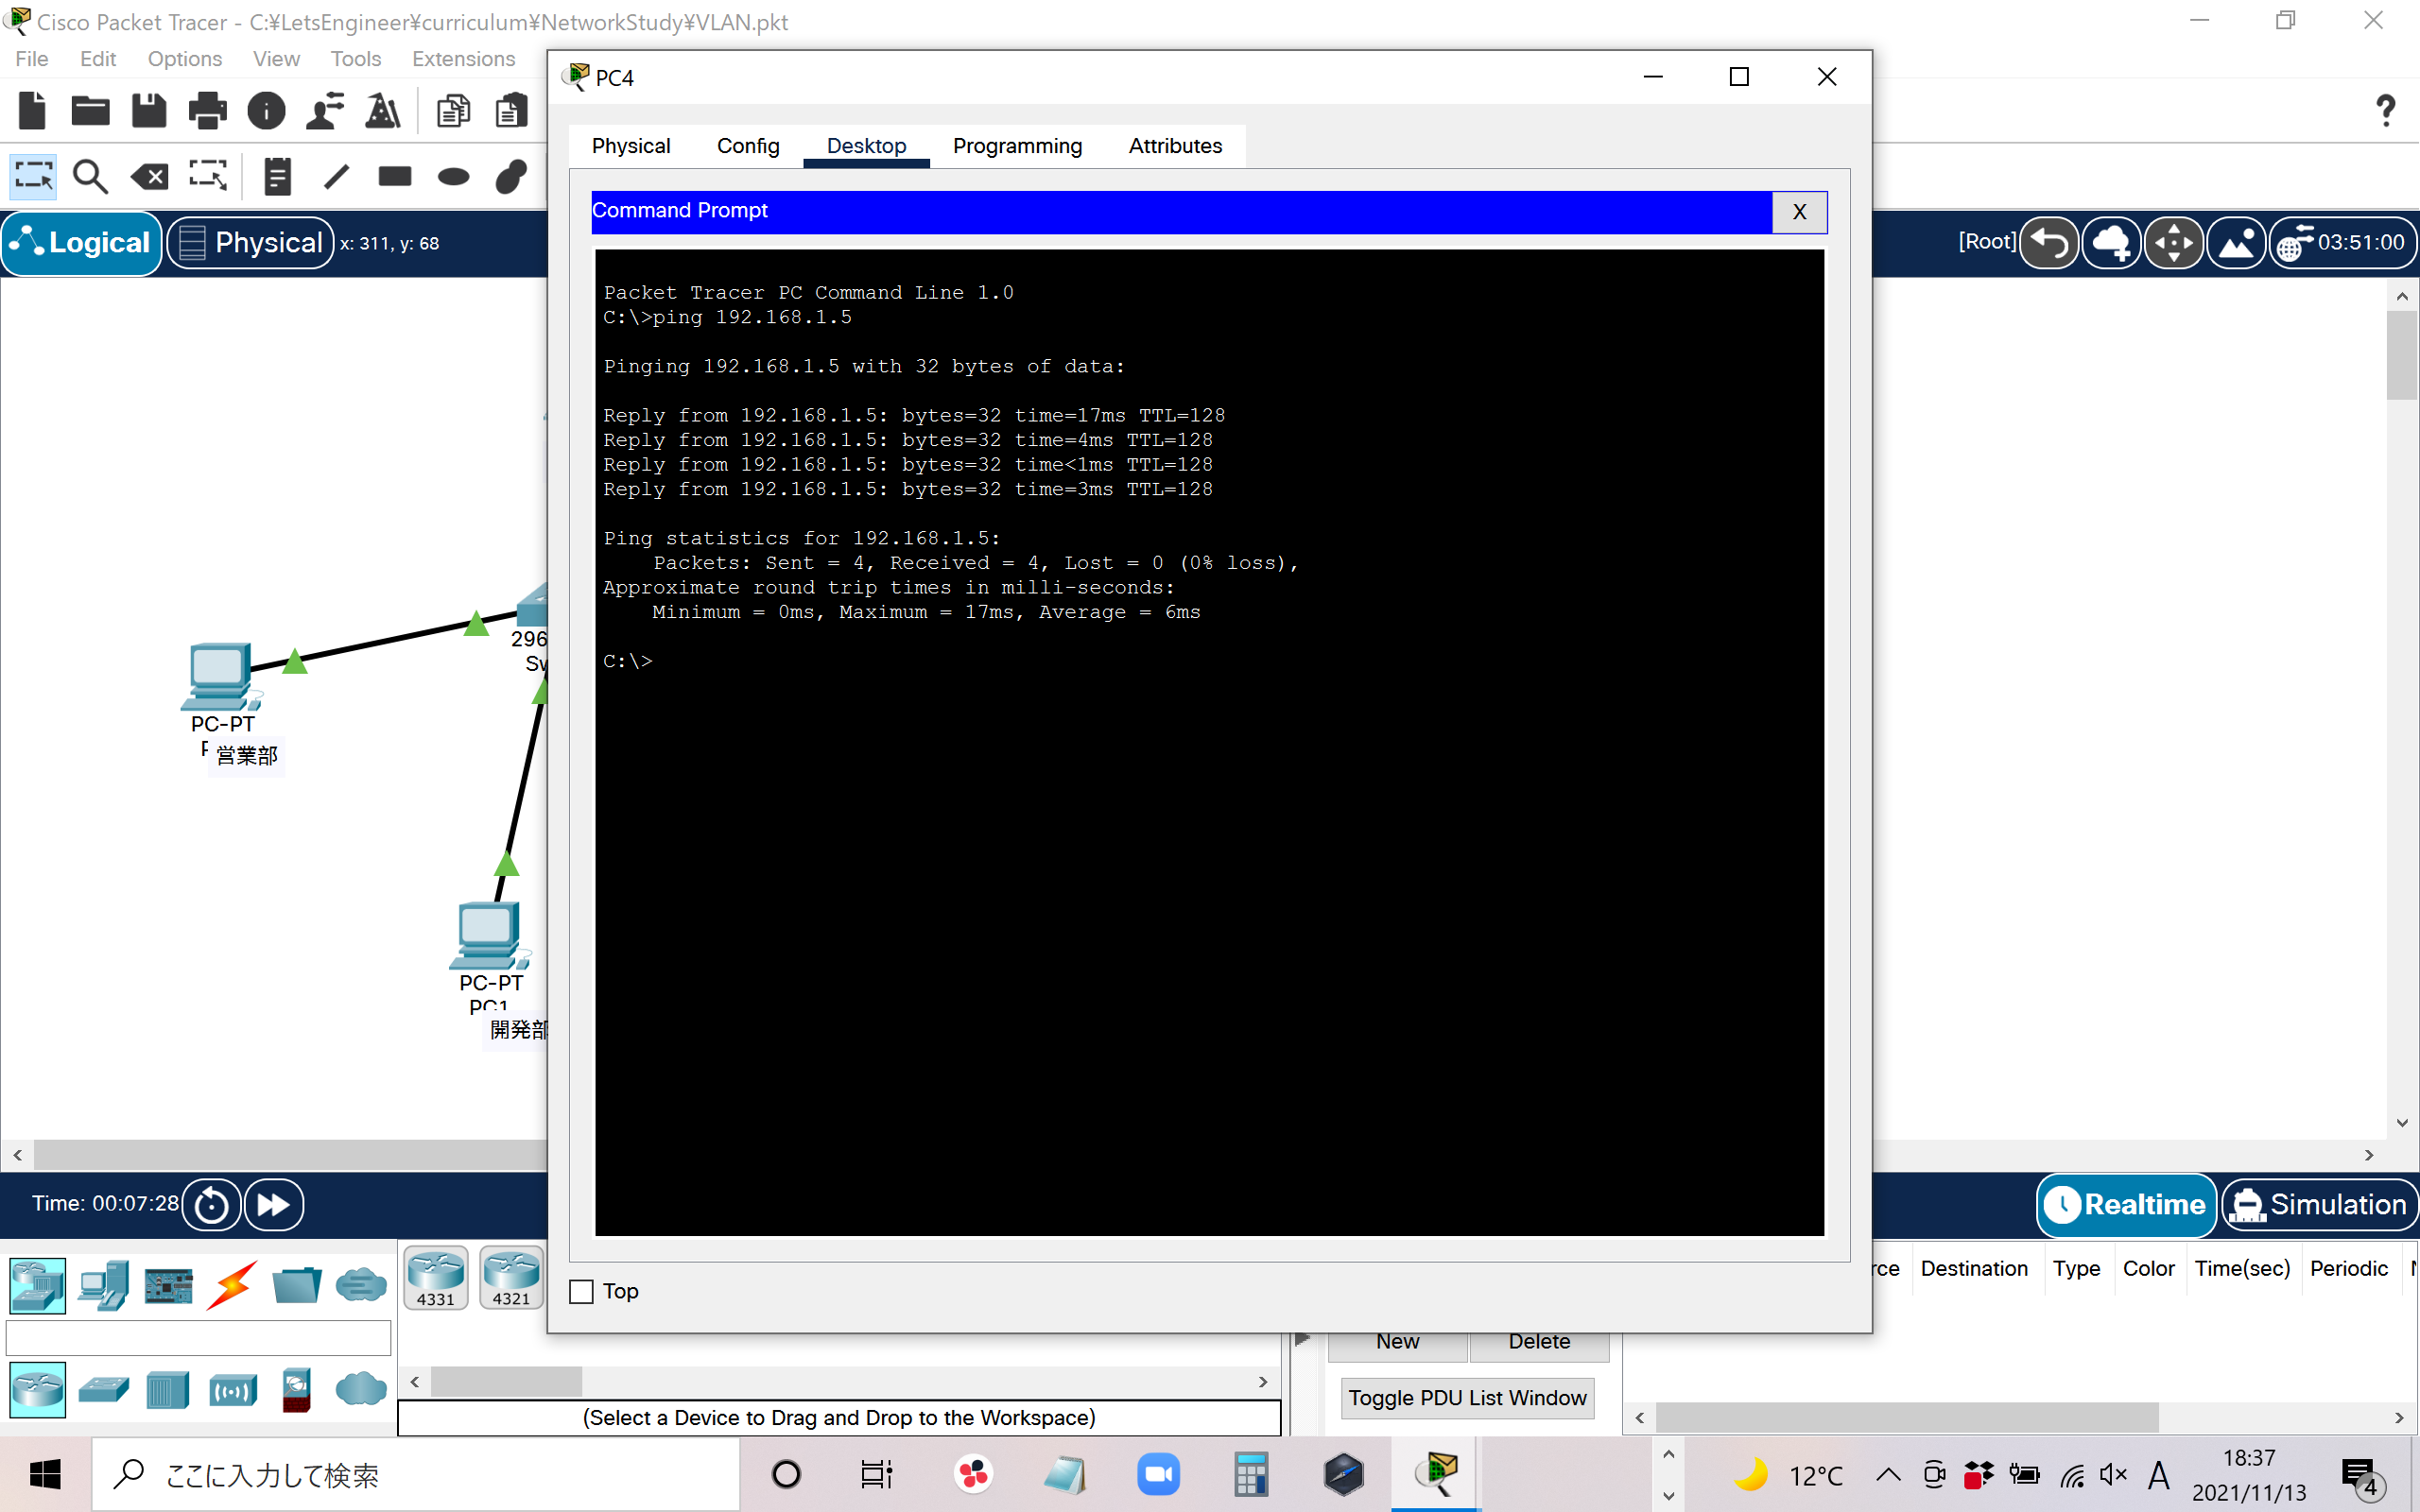 Cisco Packet Tracer - C:¥LetsEngineer¥curriculum¥NetworkStudy¥VLAN.pkt
File Edit Options View Tools Extensions
PC4
Physical Config Desktop Programming Attributes
Command Prompt X
Logical Physical x: 311, y: 68
[Root] 03:51:00
Packet Tracer PC Command Line 1.0
C:\>ping 192.168.1.5
Pinging 192.168.1.5 with 32 bytes of data:
Reply from 192.168.1.5: bytes=32 time=17ms TTL=128
Reply from 192.168.1.5: bytes=32 time=4ms TTL=128
Reply from 192.168.1.5: bytes=32 time<1ms TTL=128
Reply from 192.168.1.5: bytes=32 time=3ms TTL=128
Ping statistics for 192.168.1.5:
Packets: Sent = 4, Received = 4, Lost = 0 (0% loss),
Approximate round trip times in milli-seconds:
Minimum = 0ms, Maximum = 17ms, Average = 6ms
C:\>
296
Sw
PC-PT
営業部
PC-PT
PC1
開発部
Time: 00:07:28
Realtime Simulation
4331 4321
Top
rce Destination Type Color Time(sec) Periodic
New Delete
Toggle PDU List Window
(Select a Device to Drag and Drop to the Workspace)
ここに入力して検索
12°C
A
18:37
2021/11/13
4